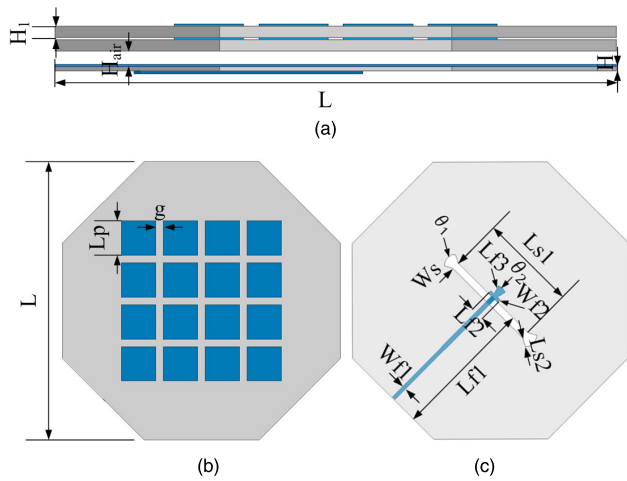 H1
Hair
H
L
(a)
g
Lp
L
θ1
Ws
Ls1
Lf3
θ2
Wf2
Lf2
Ls2
Wf1
Lf1
(b)
(c)